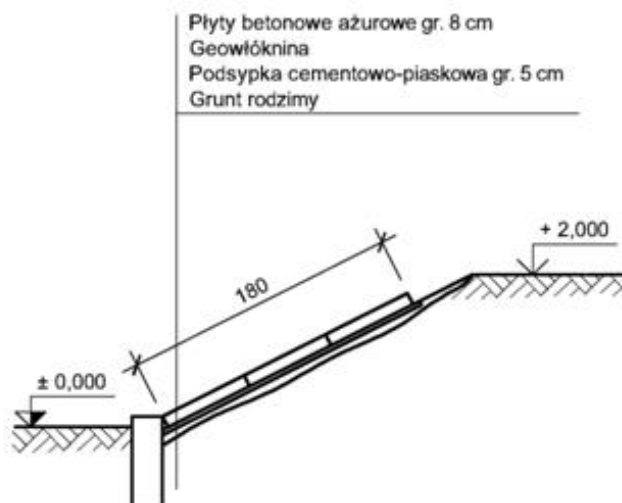 Płyty betonowe ażurowe gr. 8 cm
Geowłóknina
Podsypka cementowo-piaskowa gr. 5 cm
Grunt rodzimy
+ 2,000
180
± 0,000